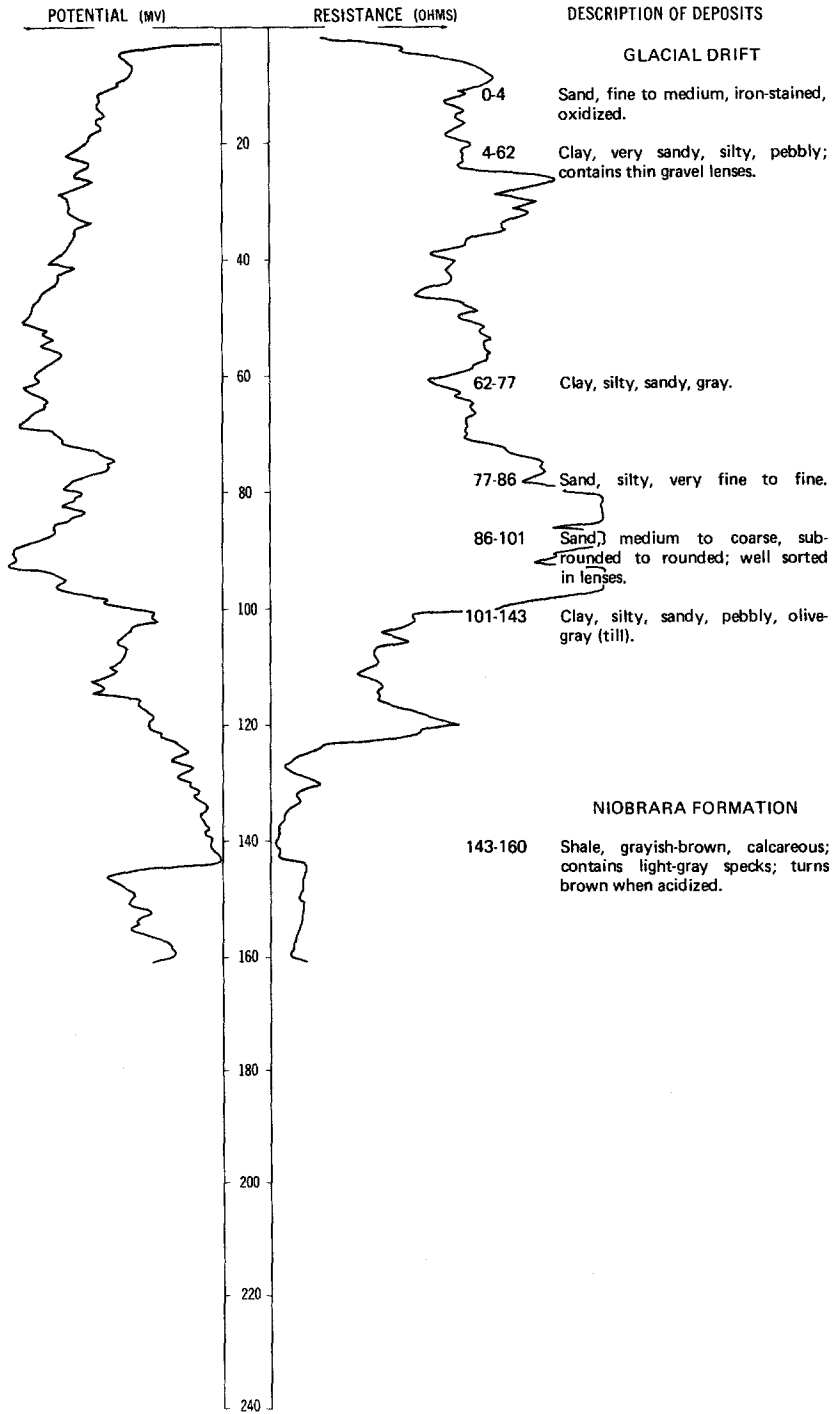 POTENTIAL (MV) RESISTANCE (OHMS) DESCRIPTION OF DEPOSITS
GLACIAL DRIFT
0-4 Sand, fine to medium, iron-stained,
oxidized.
20
4-62 Clay, very sandy, silty, pebbly;
contains thin gravel lenses.
40
60
62-77 Clay, silty, sandy, gray.
77-86 Sand, silty, very fine to fine.
80
86-101 Sand, medium to coarse, sub-
rounded to rounded; well sorted
in lenses.
100
101-143 Clay, silty, sandy, pebbly, olive-
gray (till).
120
NIOBRARA FORMATION
140
143-160 Shale, grayish-brown, calcareous;
contains light-gray specks; turns
brown when acidized.
160
180
200
220
240